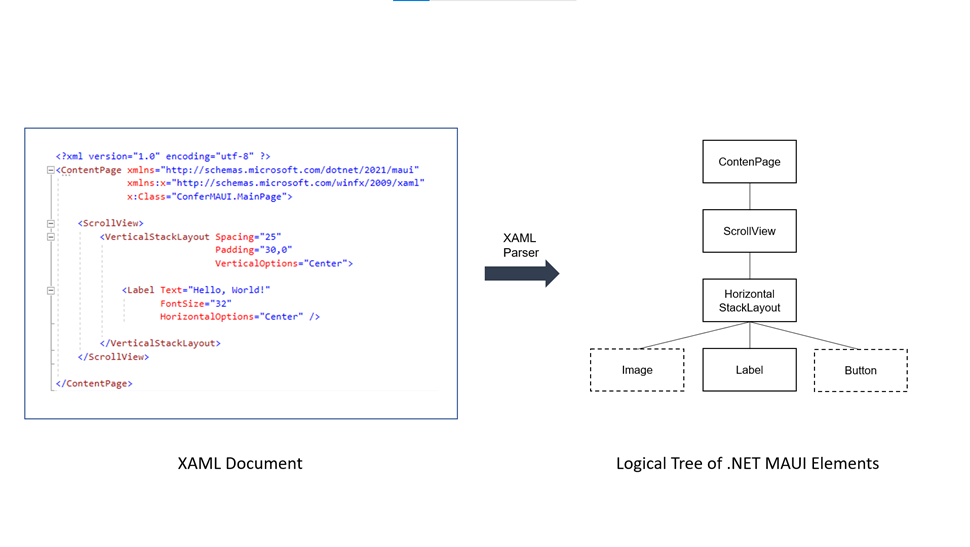 <?xml version="1.0" encoding="utf-8" ?>
<ContentPage xmlns="http://schemas.microsoft.com/dotnet/2021/maui"
xmlns:x="http://schemas.microsoft.com/winfx/2009/xaml"
x:Class="ConferMAUI.MainPage">
<ScrollView>
<VerticalStackLayout Spacing="25"
Padding="30,0"
VerticalOptions="Center">
<Label Text="Hello, World!"
FontSize="32"
HorizontalOptions="Center" />
</VerticalStackLayout>
</ScrollView>
</ContentPage>
XAML Document
XAML
Parser
ContenPage
ScrollView
Horizontal
StackLayout
Image
Label
Button
Logical Tree of .NET MAUI Elements